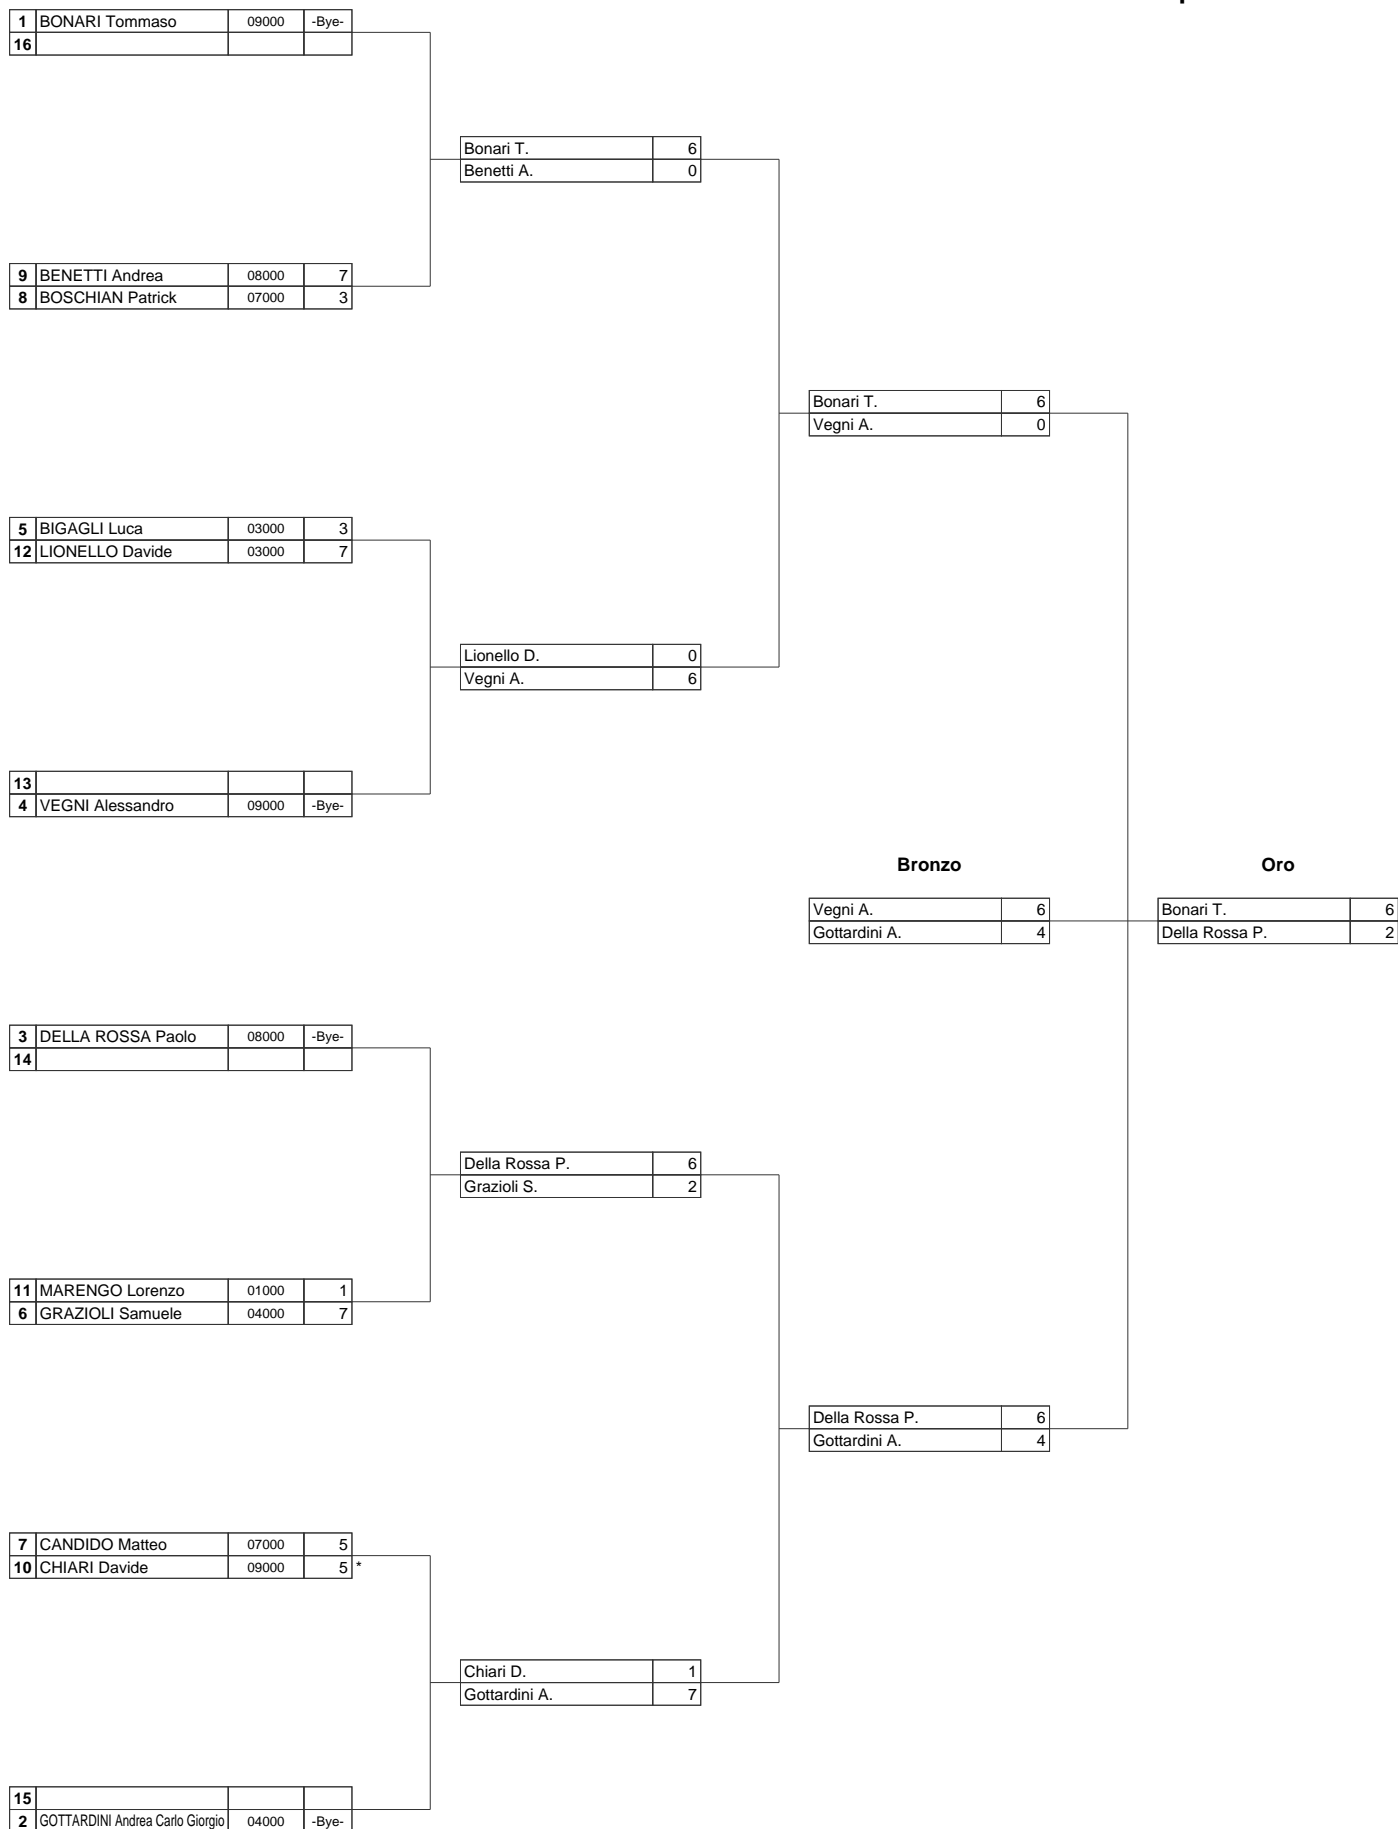 1 BONARI Tommaso 09000 -Bye-
16
Bonari T. 6
Benetti A. 0
9 BENETTI Andrea 08000 7
8 BOSCHIAN Patrick 07000 3
Bonari T. 6
Vegni A. 0
5 BIGAGLI Luca 03000 3
12 LIONELLO Davide 03000 7
Lionello D. 0
Vegni A. 6
13
4 VEGNI Alessandro 09000 -Bye-
Bronzo Oro
Vegni A. 6 Bonari T. 6
Gottardini A. 4 Della Rossa P. 2
3 DELLA ROSSA Paolo 08000 -Bye-
14
Della Rossa P. 6
Grazioli S. 2
11 MARENGO Lorenzo 01000 1
6 GRAZIOLI Samuele 04000 7
Della Rossa P. 6
Gottardini A. 4
7 CANDIDO Matteo 07000 5
10 CHIARI Davide 09000 5 *
Chiari D. 1
Gottardini A. 7
15
2 GOTTARDINI Andrea Carlo Giorgio 04000 -Bye-